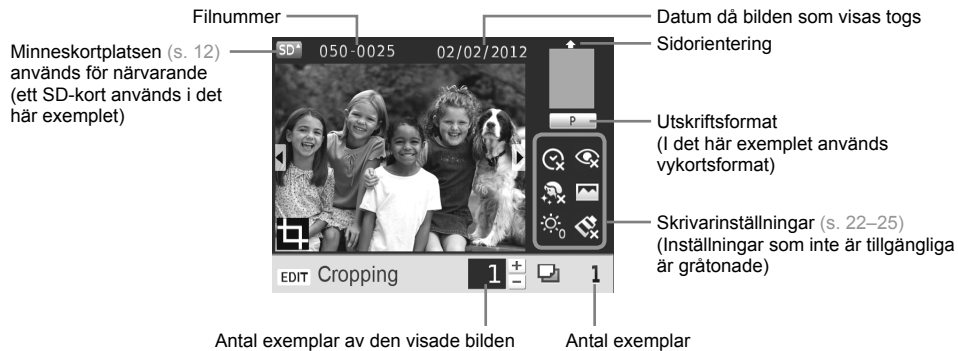 Filnummer
Datum då bilden som visas togs
Minneskortplatsen (s. 12)
används för närvarande
(ett SD-kort används i det
här exemplet)
Sidorientering
SD
050-0025
02/02/2012
P
Utskriftsformat
(I det här exemplet används
vykortsformat)
Skrivarinställningar (s. 22–25)
(Inställningar som inte är tillgängliga
är gråtonade)
0
EDIT Cropping
1
+
−
1
Antal exemplar av den visade bilden
Antal exemplar